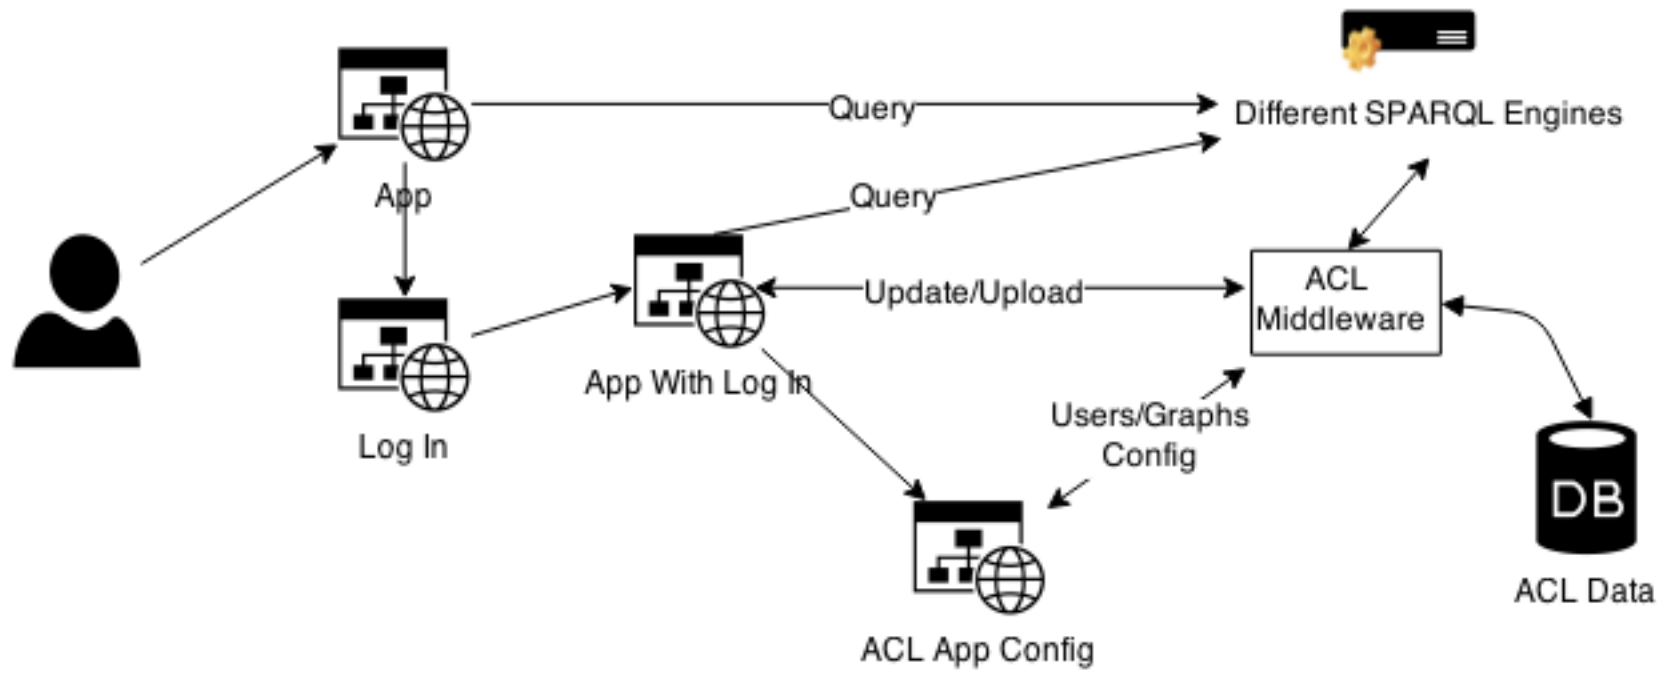 Query
Different SPARQL Engines
App
Query
ACL
Middleware
Update/Upload
App With Log In
Log In
Users/Graphs
Config
DB
ACL Data
ACL App Config